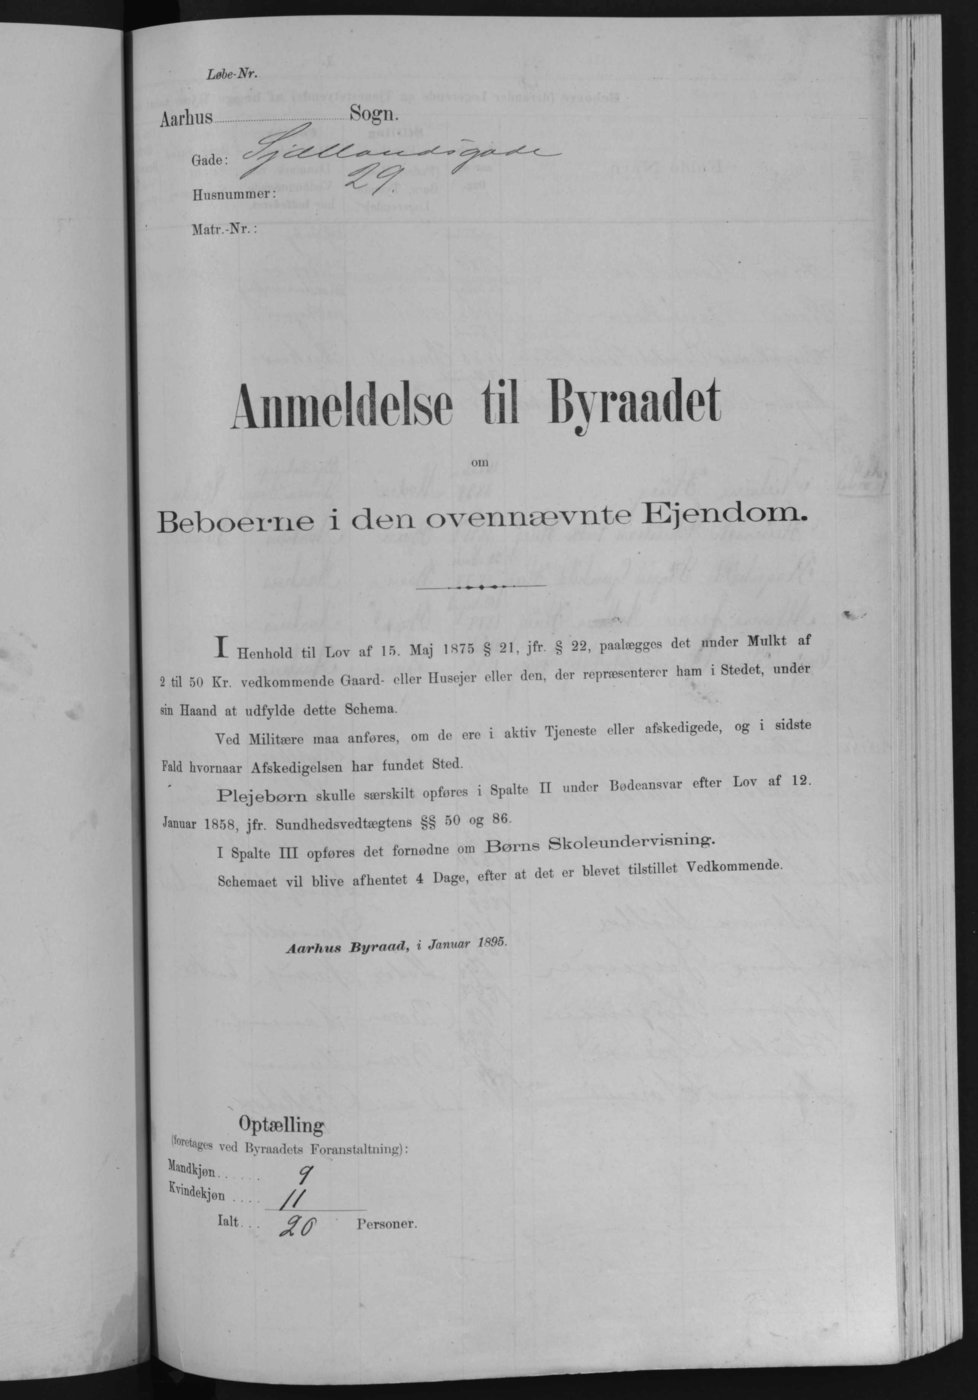 Løbe-Nr.
Aarhus Sogn.
Gade: Sjællandsgade
Husnummer: 29.
Matr.-Nr.:
Anmeldelse til Byraadet
om
Beboerne i den ovennævnte Ejendom.
I Henhold til Lov af 15. Maj 1875 § 21, jfr. § 22, paalægges det under Mulkt af
2 til 50 Kr. vedkommende Gaard- eller Husejer eller den, der repræsenterer ham i Stedet, under
sin Haand at udfylde dette Schema.
Ved Militære maa anføres, om de ere i aktiv Tjeneste eller afskedigede, og i sidste
Fald hvornaar Afskedigelsen har fundet Sted.
Plejebørn skulle særskilt opføres i Spalte II under Bødeansvar efter Lov af 12.
Januar 1858, jfr. Sundhedsvedtægtens §§ 50 og 86.
I Spalte III opføres det fornødne om Børns Skoleundervisning.
Schemaet vil blive afhentet 4 Dage, efter at det er blevet tilstillet Vedkommende.
Aarhus Byraad, i Januar 1895.
Optælling
(foretages ved Byraadets Foranstaltning):
Mandkjøn...... 9
Kvindekjøn .... 11
Ialt... 20 Personer.